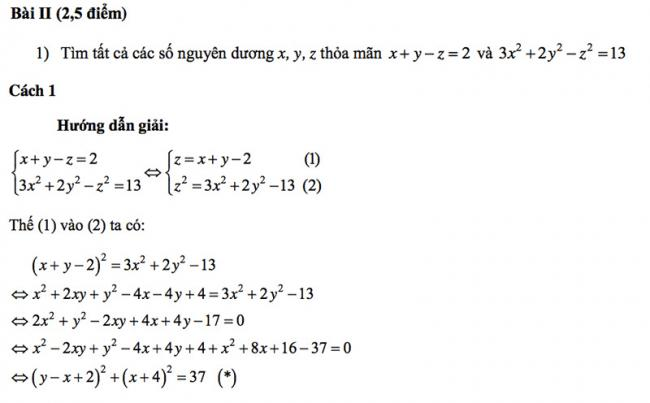 Bài II (2,5 điểm)
1) Tìm tất cả các số nguyên dương x, y, z thỏa mãn x + y − z = 2 và 3x² + 2y² − z² = 13
Cách 1
Hướng dẫn giải:
{x + y − z = 2 ⇔ {z = x + y − 2 (1)
{3x² + 2y² − z² = 13 {z² = 3x² + 2y² − 13 (2)
Thế (1) vào (2) ta có:
(x + y − 2)² = 3x² + 2y² − 13
⇔ x² + 2xy + y² − 4x − 4y + 4 = 3x² + 2y² − 13
⇔ 2x² + y² − 2xy + 4x + 4y − 17 = 0
⇔ x² − 2xy + y² − 4x + 4y + 4 + x² + 8x + 16 − 37 = 0
⇔ (y − x + 2)² + (x + 4)² = 37 (*)